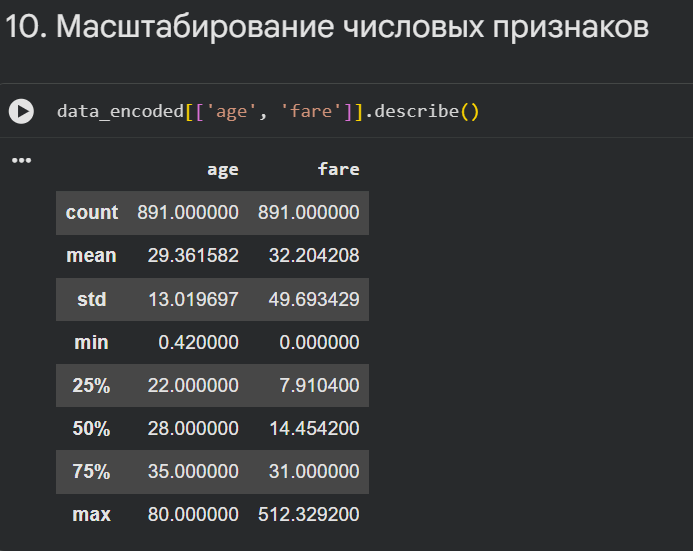 10. Масштабирование числовых признаков
data_encoded[['age', 'fare']].describe()
age fare
count 891.000000 891.000000
mean 29.361582 32.204208
std 13.019697 49.693429
min 0.420000 0.000000
25% 22.000000 7.910400
50% 28.000000 14.454200
75% 35.000000 31.000000
max 80.000000 512.329200